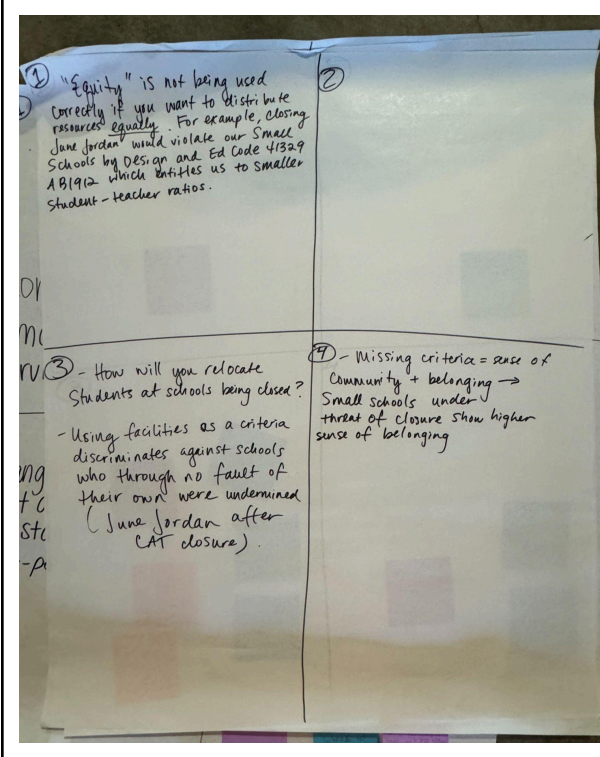 ① "Equity" is not being used
correctly if you want to distribute
resources equally. For example, closing
June Jordan would violate our Small
Schools by Design and Ed Code 41329
AB1912 which entitles us to smaller
Student-teacher ratios.
②
③ - How will you relocate
Students at schools being closed?
- Using facilities as a criteria
discriminates against schools
who through no fault of
their own were undermined
(June Jordan after
CAT closure).
④ - Missing criteria = sense of
Community + belonging →
Small schools under
threat of closure show higher
sense of belonging